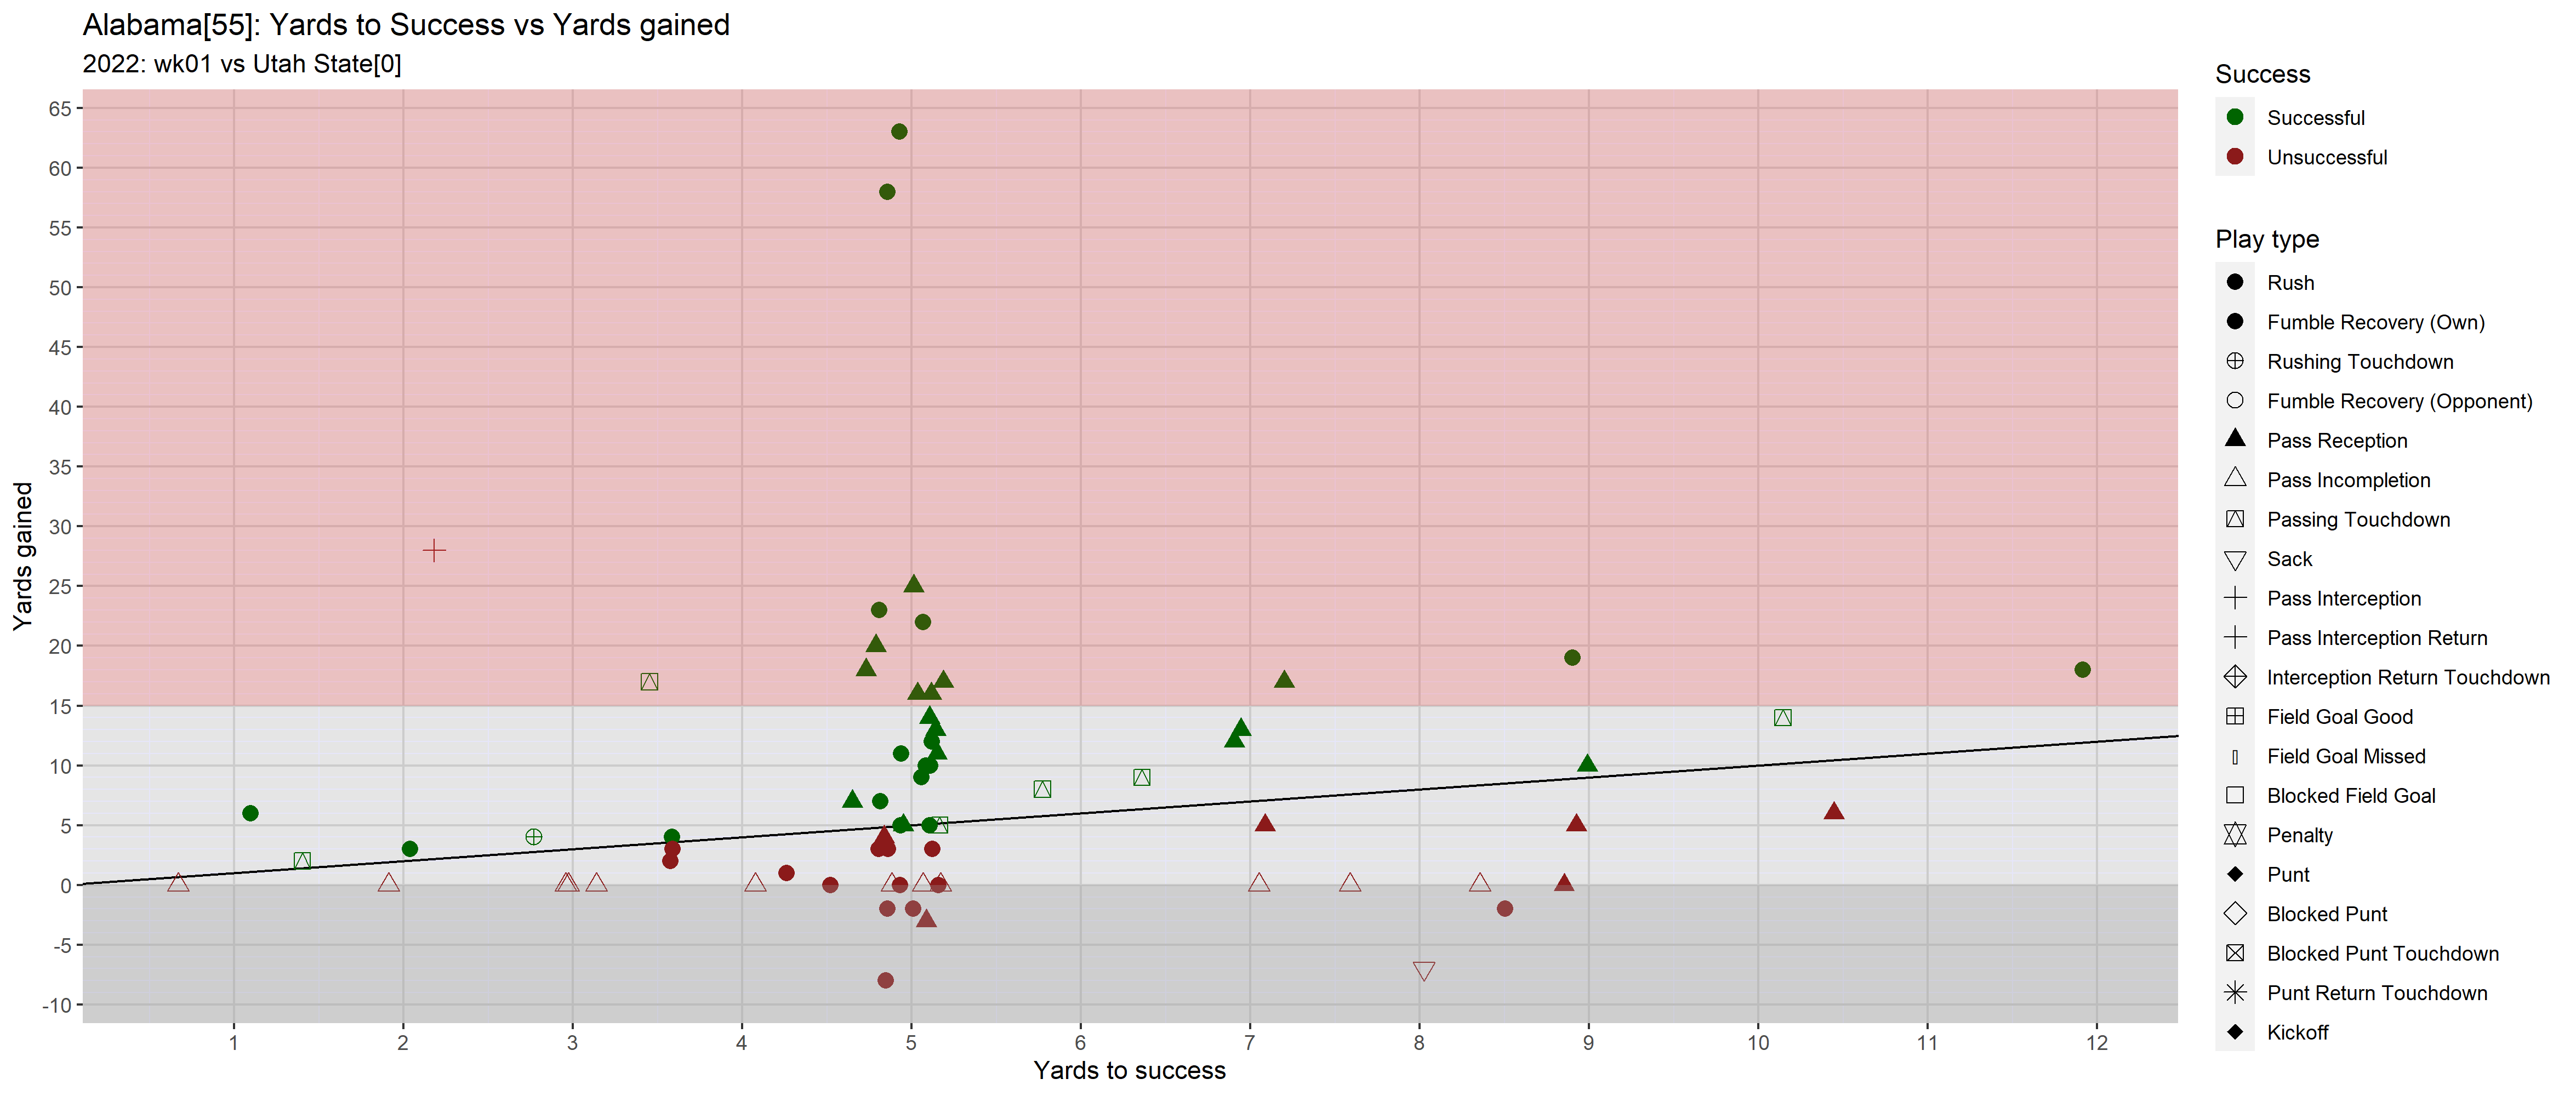 Alabama[55]: Yards to Success vs Yards gained
2022: wk01 vs Utah State[0]
Yards gained
65
60
55
50
45
40
35
30
25
20
15
10
5
0
-5
-10
1 2 3 4 5 6 7 8 9 10 11 12
Yards to success
Success
Successful
Unsuccessful
Play type
Rush
Fumble Recovery (Own)
Rushing Touchdown
Fumble Recovery (Opponent)
Pass Reception
Pass Incompletion
Passing Touchdown
Sack
Pass Interception
Pass Interception Return
Interception Return Touchdown
Field Goal Good
Field Goal Missed
Blocked Field Goal
Penalty
Punt
Blocked Punt
Blocked Punt Touchdown
Punt Return Touchdown
Kickoff